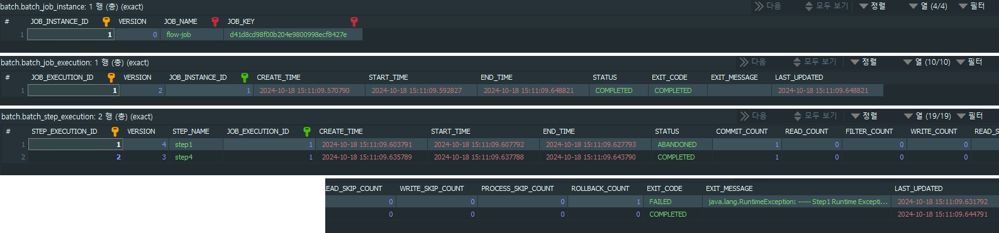 batch.batch_job_instance: 1 행 (총) (exact) 다음 모두 보기 정렬 열 (4/4) 필터
# JOB_INSTANCE_ID VERSION JOB_NAME JOB_KEY
1 1 0 flow-job d41d8cd98f00b204e9800998ecf8427e
batch.batch_job_execution: 1 행 (총) (exact) 다음 모두 보기 정렬 열 (10/10) 필터
# JOB_EXECUTION_ID VERSION JOB_INSTANCE_ID CREATE_TIME START_TIME END_TIME STATUS EXIT_CODE EXIT_MESSAGE LAST_UPDATED
1 1 2 1 2024-10-18 15:11:09.570790 2024-10-18 15:11:09.592827 2024-10-18 15:11:09.648821 COMPLETED COMPLETED 2024-10-18 15:11:09.648821
batch.batch_step_execution: 2 행 (총) (exact) 다음 모두 보기 정렬 열 (19/19) 필터
# STEP_EXECUTION_ID VERSION STEP_NAME JOB_EXECUTION_ID CREATE_TIME START_TIME END_TIME STATUS COMMIT_COUNT READ_COUNT FILTER_COUNT WRITE_COUNT READ_S
1 1 4 step1 1 2024-10-18 15:11:09.603791 2024-10-18 15:11:09.607792 2024-10-18 15:11:09.627793 ABANDONED 1 0 0 0
2 2 3 step4 1 2024-10-18 15:11:09.635789 2024-10-18 15:11:09.637788 2024-10-18 15:11:09.643790 COMPLETED 1 0 0 0
EAD_SKIP_COUNT WRITE_SKIP_COUNT PROCESS_SKIP_COUNT ROLLBACK_COUNT EXIT_CODE EXIT_MESSAGE LAST_UPDATED
0 0 0 1 FAILED java.lang.RuntimeException: ----- Step1 Runtime Excepti... 2024-10-18 15:11:09.631792
0 0 0 0 COMPLETED 2024-10-18 15:11:09.644791